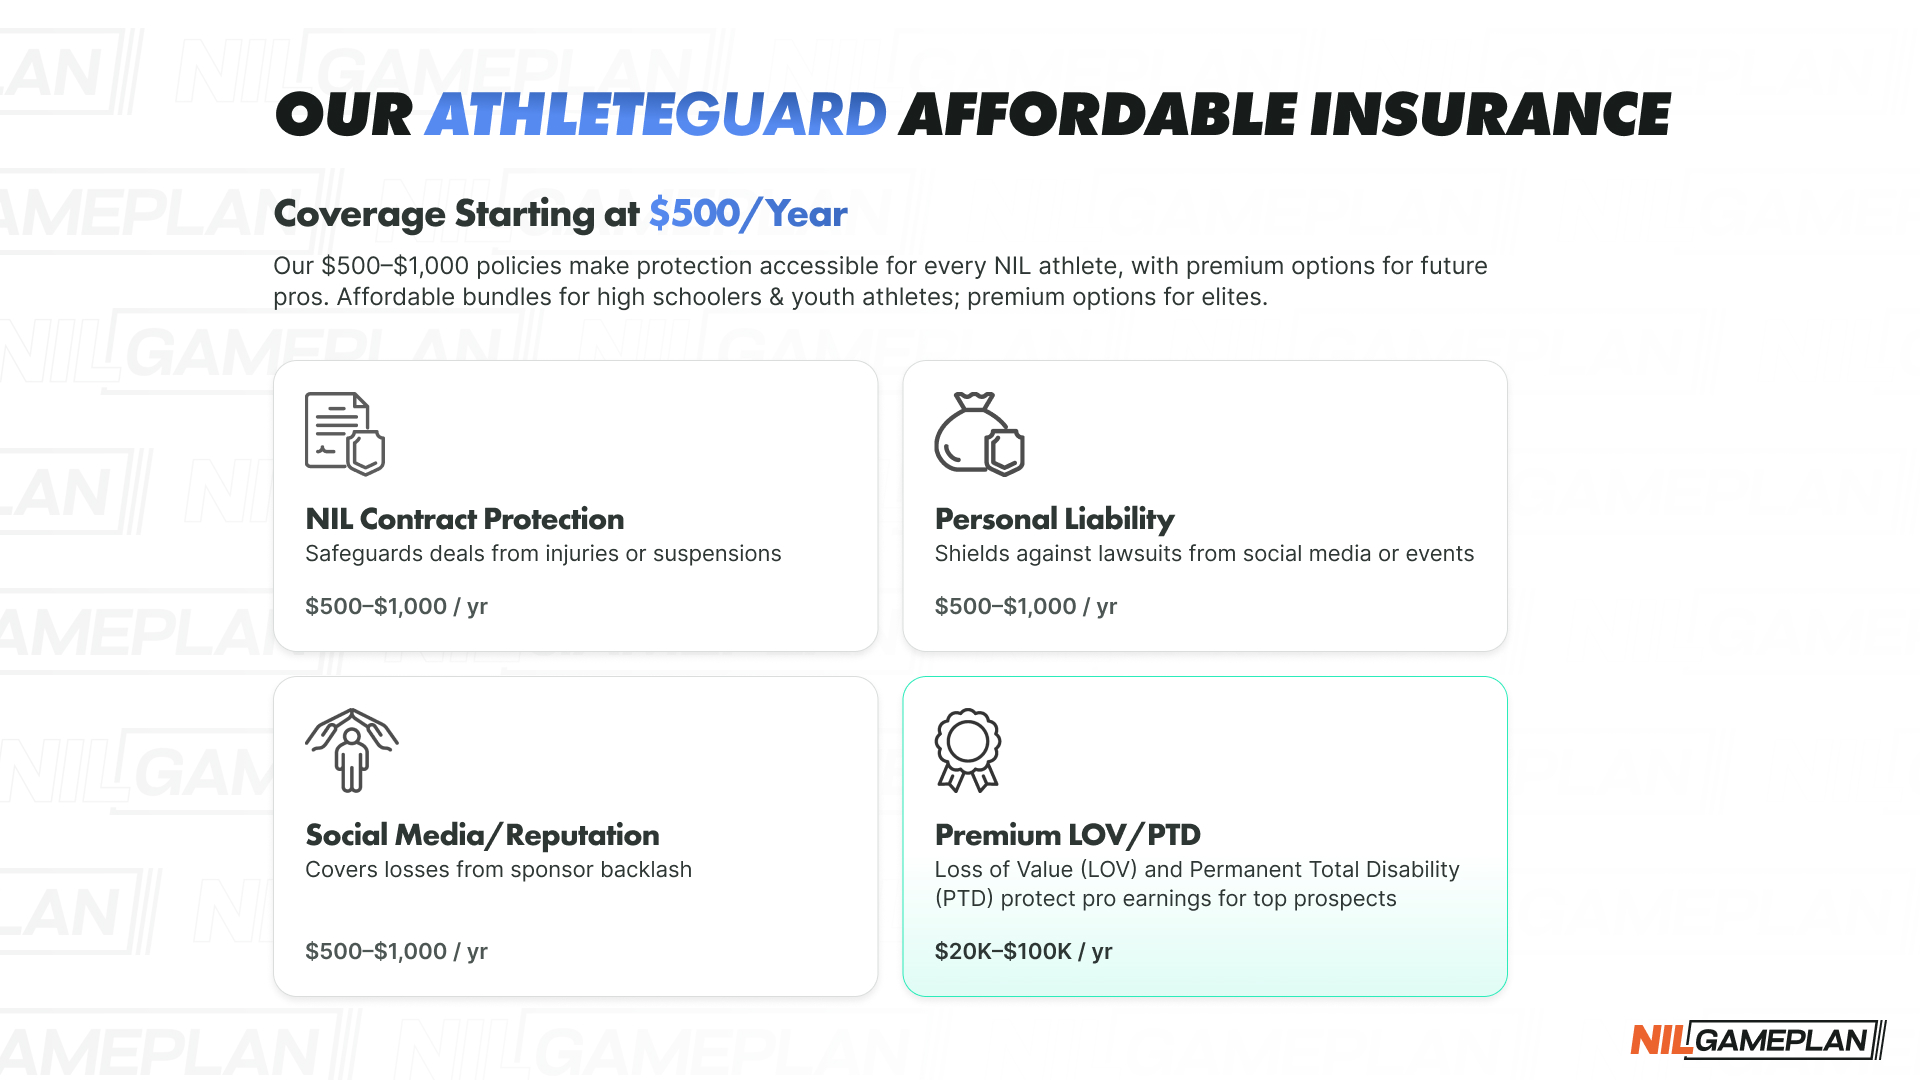 OUR ATHLETEGUARD AFFORDABLE INSURANCE
Coverage Starting at $500/Year
Our $500–$1,000 policies make protection accessible for every NIL athlete, with premium options for future
pros. Affordable bundles for high schoolers & youth athletes; premium options for elites.
NIL Contract Protection
Safeguards deals from injuries or suspensions
$500–$1,000 / yr
Personal Liability
Shields against lawsuits from social media or events
$500–$1,000 / yr
Social Media/Reputation
Covers losses from sponsor backlash
$500–$1,000 / yr
Premium LOV/PTD
Loss of Value (LOV) and Permanent Total Disability
(PTD) protect pro earnings for top prospects
$20K–$100K / yr
NIL GAMEPLAN